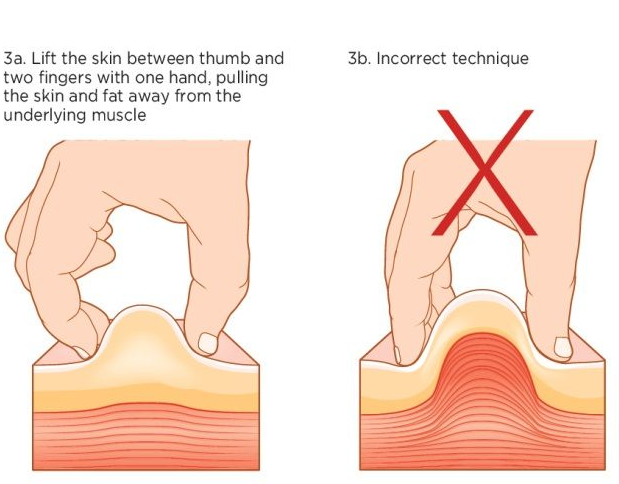 3a. Lift the skin between thumb and
two fingers with one hand, pulling
the skin and fat away from the
underlying muscle
3b. Incorrect technique